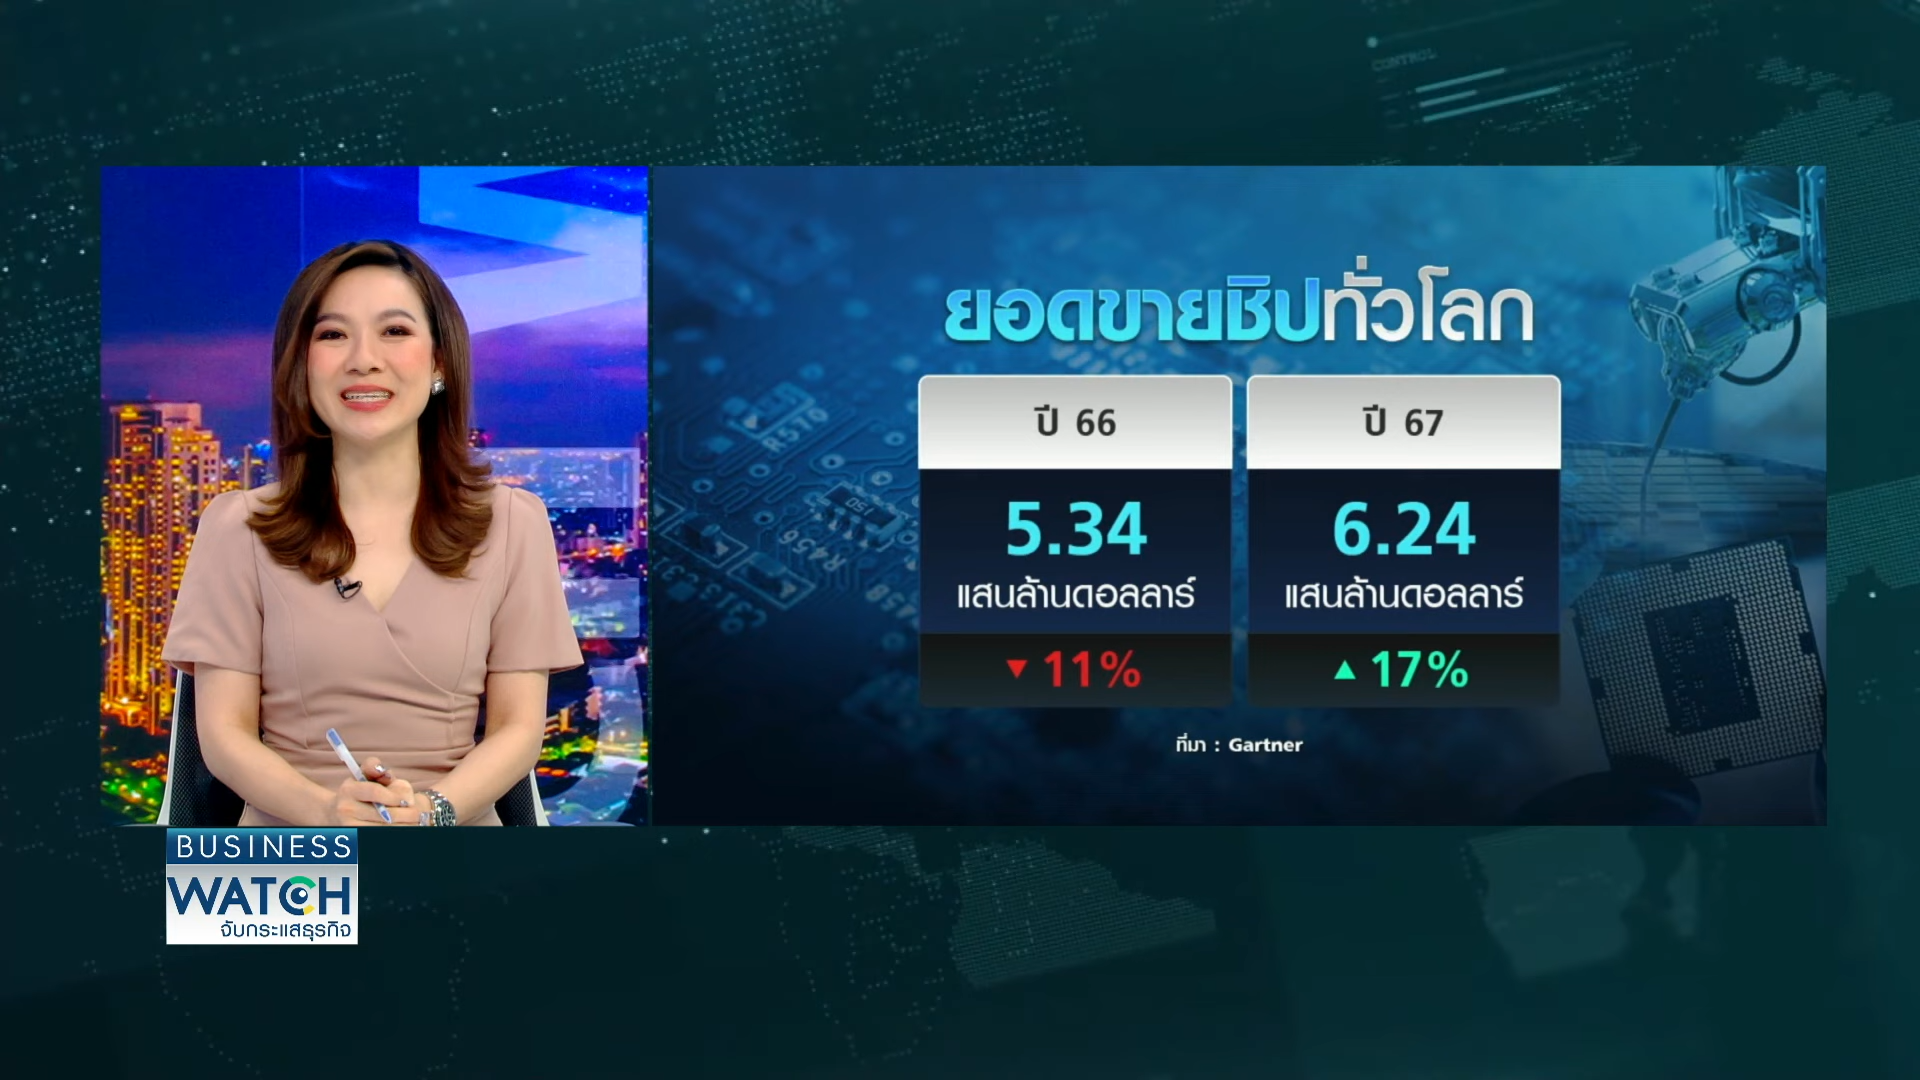 CONTROL
ยอดขายชิปทั่วโลก
ปี 66
5.34
แสนล้านดอลลาร์
▼ 11%
ปี 67
6.24
แสนล้านดอลลาร์
▲ 17%
ที่มา : Gartner
R570
R456
BUSINESS
WATCH
จับกระแสธุรกิจ